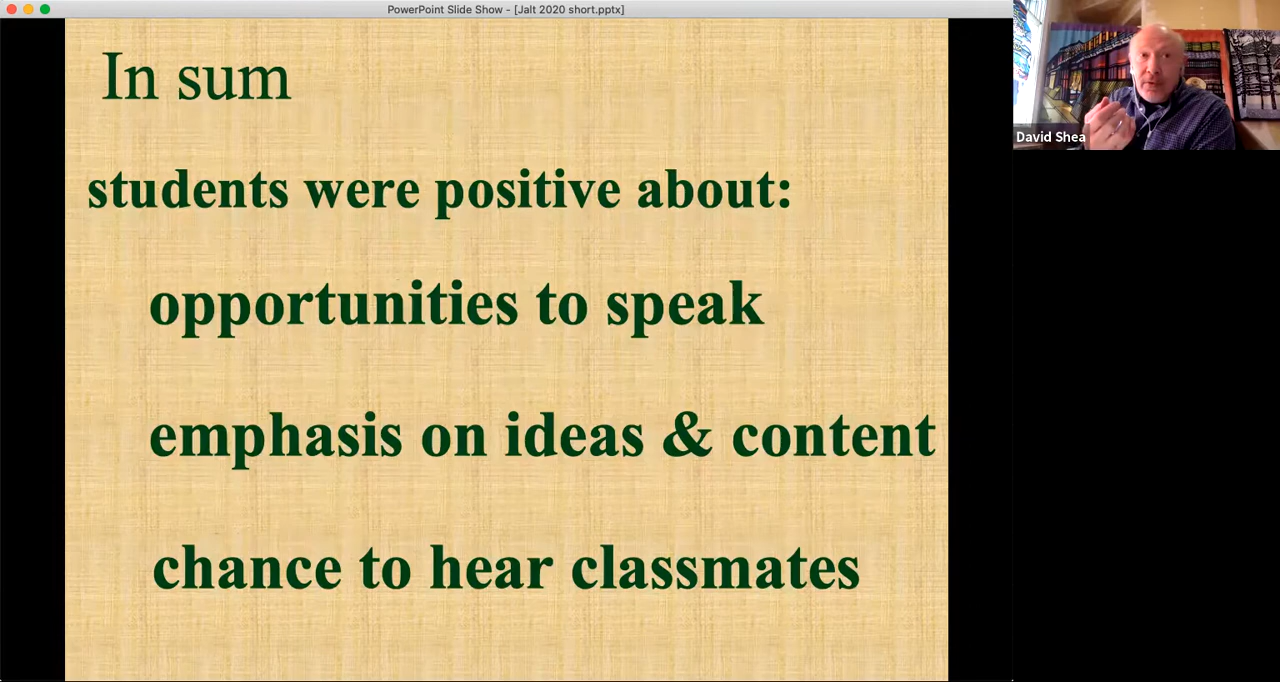 PowerPoint Slide Show - [Jalt 2020 short.pptx]
In sum
students were positive about:
opportunities to speak
emphasis on ideas & content
chance to hear classmates
David Shea